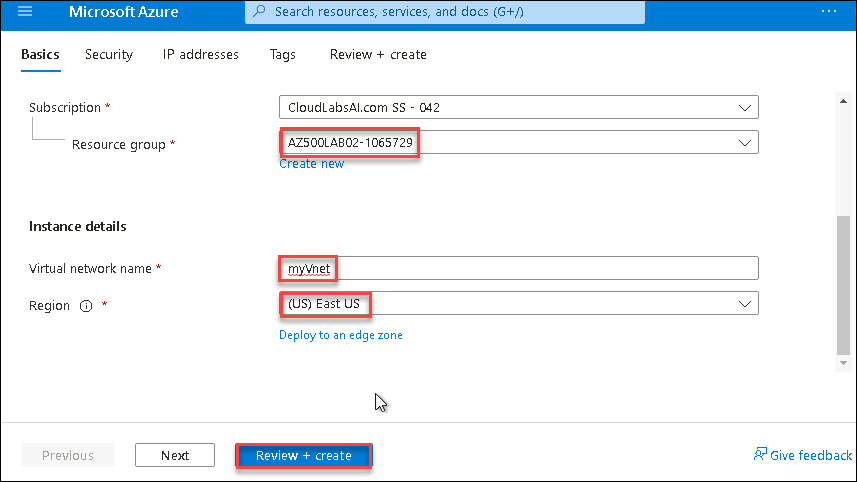 Microsoft Azure
Search resources, services, and docs (G+/)
...
Basics Security IP addresses Tags Review + create
Subscription *
CloudLabsAI.com SS - 042
Resource group *
AZ500LAB02-1065729
Create new
Instance details
Virtual network name *
myVnet
Region *
(US) East US
Deploy to an edge zone
Previous Next Review + create Give feedback